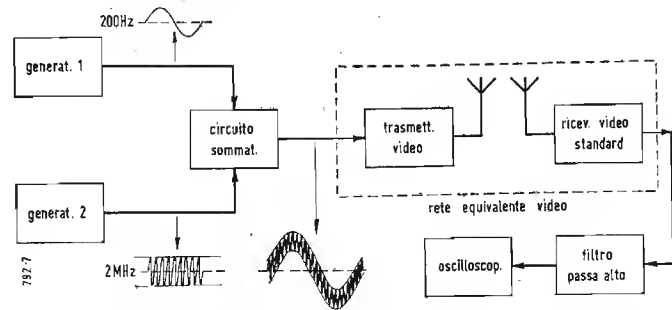 200Hz
generat. 1
circuito
sommat.
trasmett.
video
ricev. video
standard
rete equivalente video
generat. 2
2MHz
792-7
oscilloscop.
filtro
passa alto